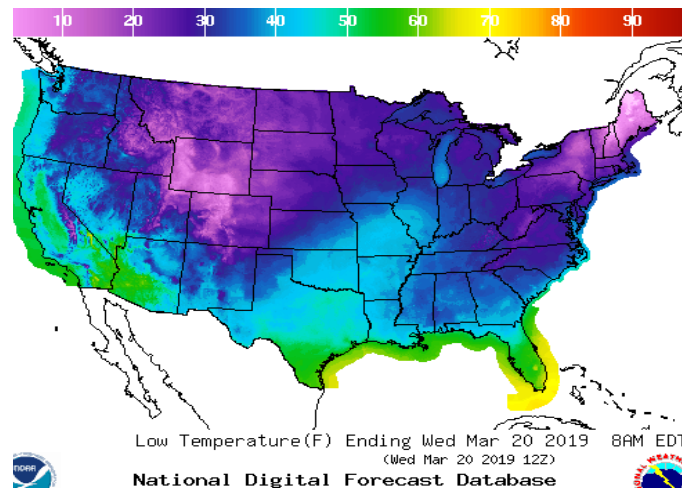 10 20 30 40 50 60 70 80 90
Low Temperature(F) Ending Wed Mar 20 2019 8AM EDT
(Wed Mar 20 2019 12Z)
National Digital Forecast Database